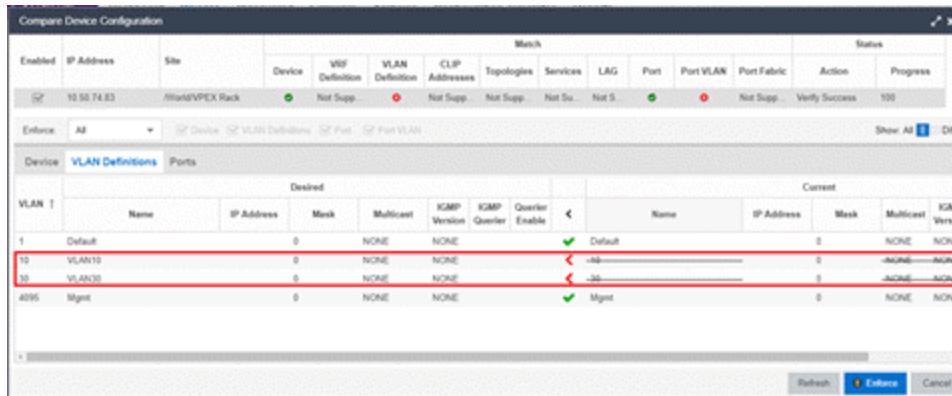 Compare Device Configuration
Match Status
Enabled IP Address Site Device VRF Definition VLAN Definition CLIP Addresses Topologies Services LAG Port Port VLAN Port Fabric Action Progress
10.50.74.83 /World/VPEX Rack Not Supp... Not Supp... Not Supp... Not Su... Not S... Not Supp... Verify Success 100
Enforce: All Device VLAN Definitions Port Port VLAN Show: All
Device VLAN Definitions Ports
Desired Current
VLAN Name IP Address Mask Multicast IGMP Version IGMP Querier Querier Enable < Name IP Address Mask Multicast
1 Default 0 NONE NONE Default 0 NONE NON
10 VLAN10 0 NONE NONE 10 0 NONE NON
30 VLAN30 0 NONE NONE 30 0 NONE NON
4095 Mgmt 0 NONE NONE Mgmt 0 NONE NON
Refresh Enforce Cancel